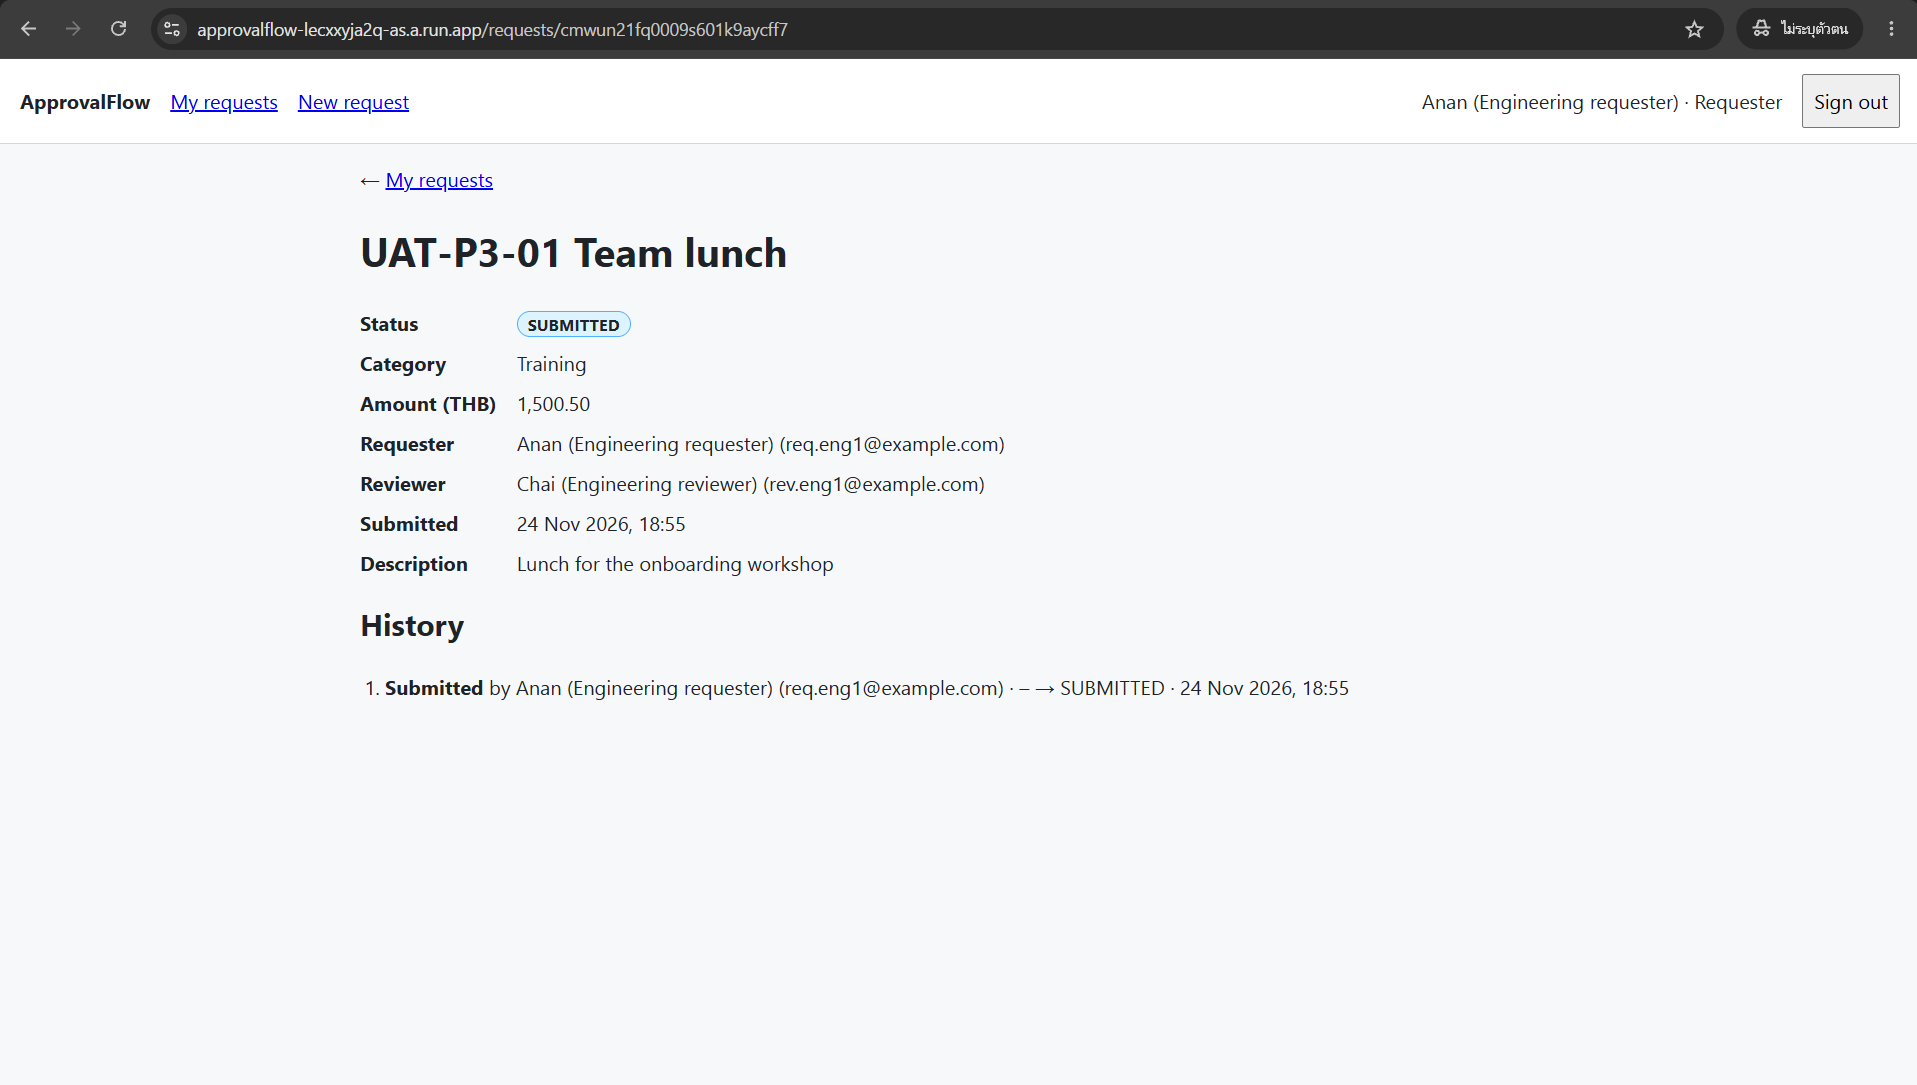 approvalflow-lecxxyja2q-as.a.run.app/requests/cmwun21fq0009s601k9aycff7
ไม่ระบุตัวตน
ApprovalFlow My requests New request Anan (Engineering requester) · Requester Sign out
← My requests
UAT-P3-01 Team lunch
Status SUBMITTED
Category Training
Amount (THB) 1,500.50
Requester Anan (Engineering requester) (req.eng1@example.com)
Reviewer Chai (Engineering reviewer) (rev.eng1@example.com)
Submitted 24 Nov 2026, 18:55
Description Lunch for the onboarding workshop
History
1. Submitted by Anan (Engineering requester) (req.eng1@example.com) · – → SUBMITTED · 24 Nov 2026, 18:55